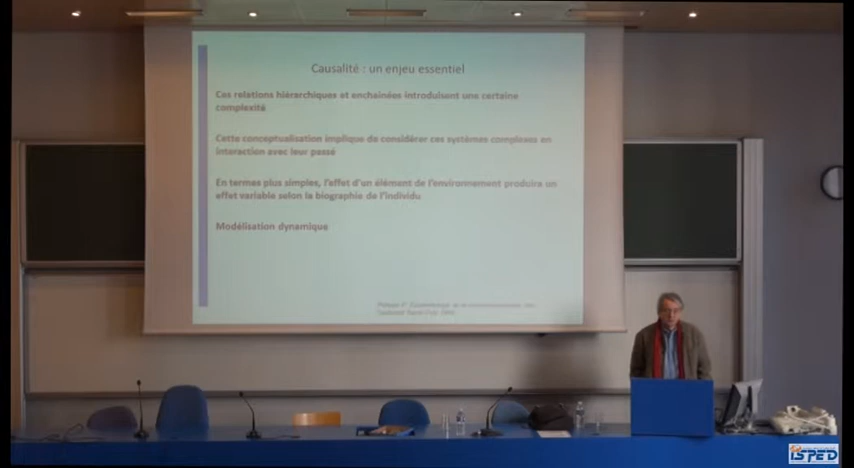 Causalité : un enjeu essentiel
Ces relations hiérarchiques et enchainées introduisent une certaine
complexité
Cette conceptualisation implique de considérer ces systèmes complexes en
interaction avec leur passé
En termes plus simples, l'effet d'un élément de l'environnement produira un
effet variable selon la biographie de l'individu
Modélisation dynamique
ISPED